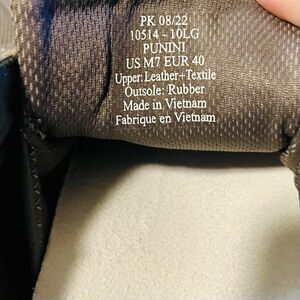 PK 08/22
10514 - 10LG
PUNINI
US M7 EUR 40
Upper: Leather+Textile
Outsole: Rubber
Made in Vietnam
Fabrique en Vietnam